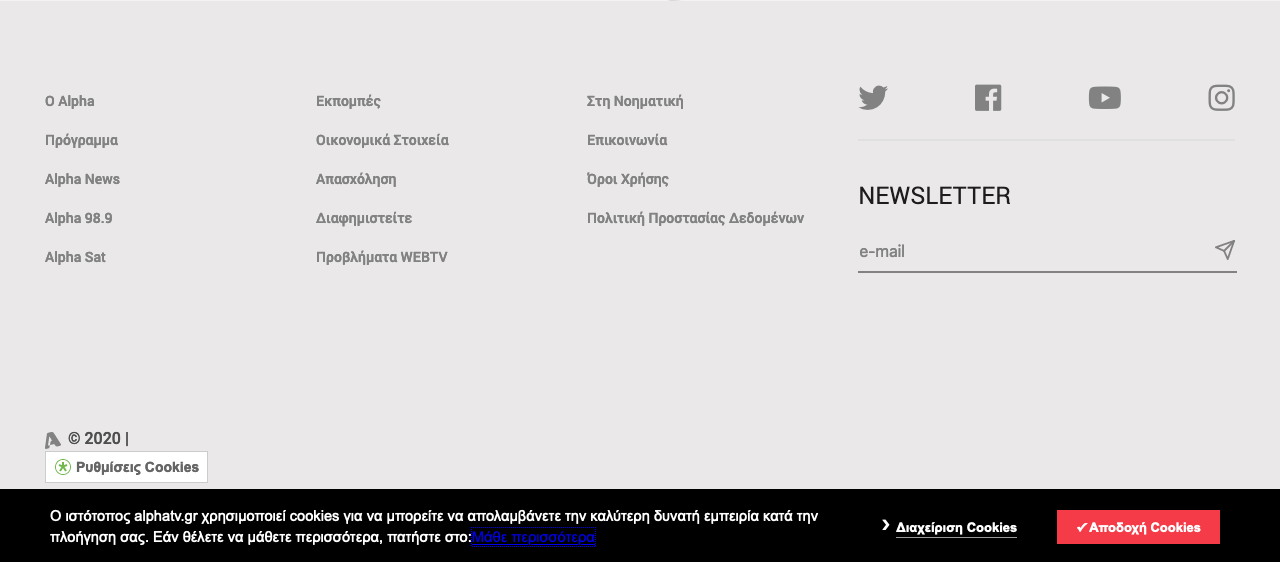 Ο Alpha
Πρόγραμμα
Alpha News
Alpha 98.9
Alpha Sat
Εκπομπές
Οικονομικά Στοιχεία
Απασχόληση
Διαφημιστείτε
Προβλήματα WEBTV
Στη Νοηματική
Επικοινωνία
Όροι Χρήσης
Πολιτική Προστασίας Δεδομένων
NEWSLETTER
e-mail
© 2020 |
Ρυθμίσεις Cookies
Ο ιστότοπος alphatv.gr χρησιμοποιεί cookies για να μπορείτε να απολαμβάνετε την καλύτερη δυνατή εμπειρία κατά την
πλοήγηση σας. Εάν θέλετε να μάθετε περισσότερα, πατήστε στο:Μάθε περισσότερα
› Διαχείριση Cookies
✔Αποδοχή Cookies